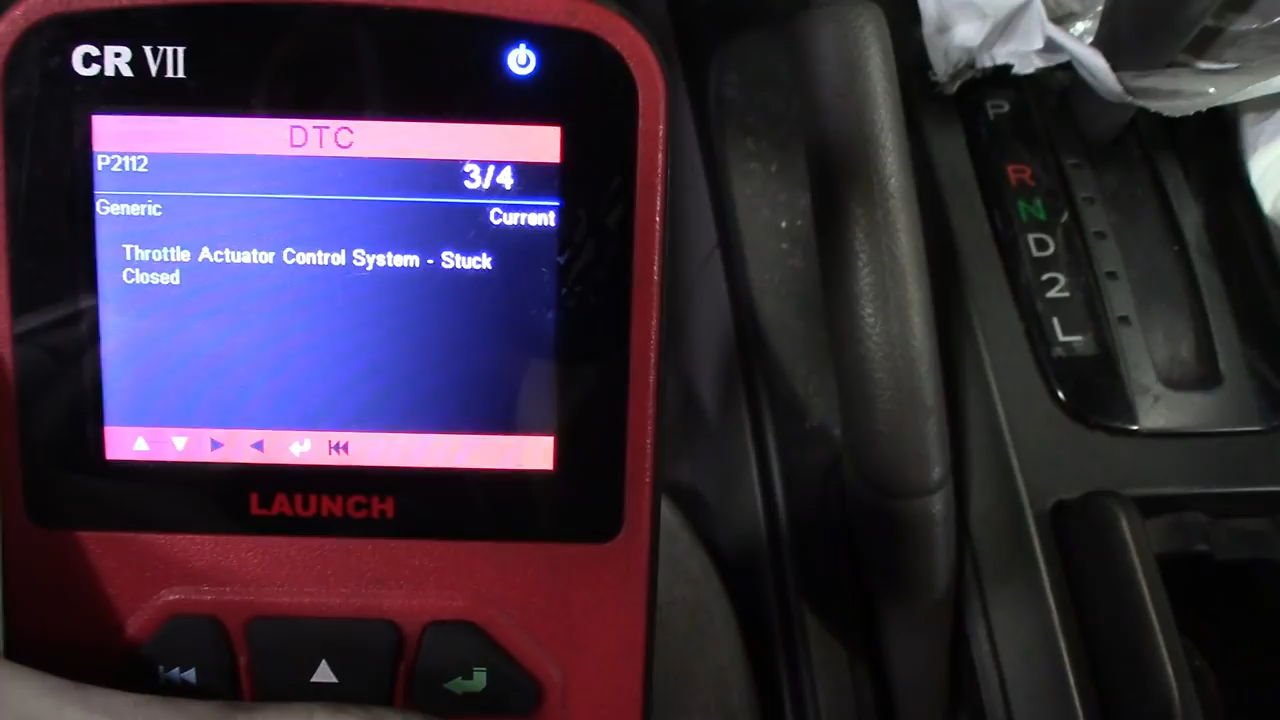 CR VII
DTC
P2112
3/4
Generic
Current
Throttle Actuator Control System - Stuck
Closed
LAUNCH
P
R
N
D
2
L